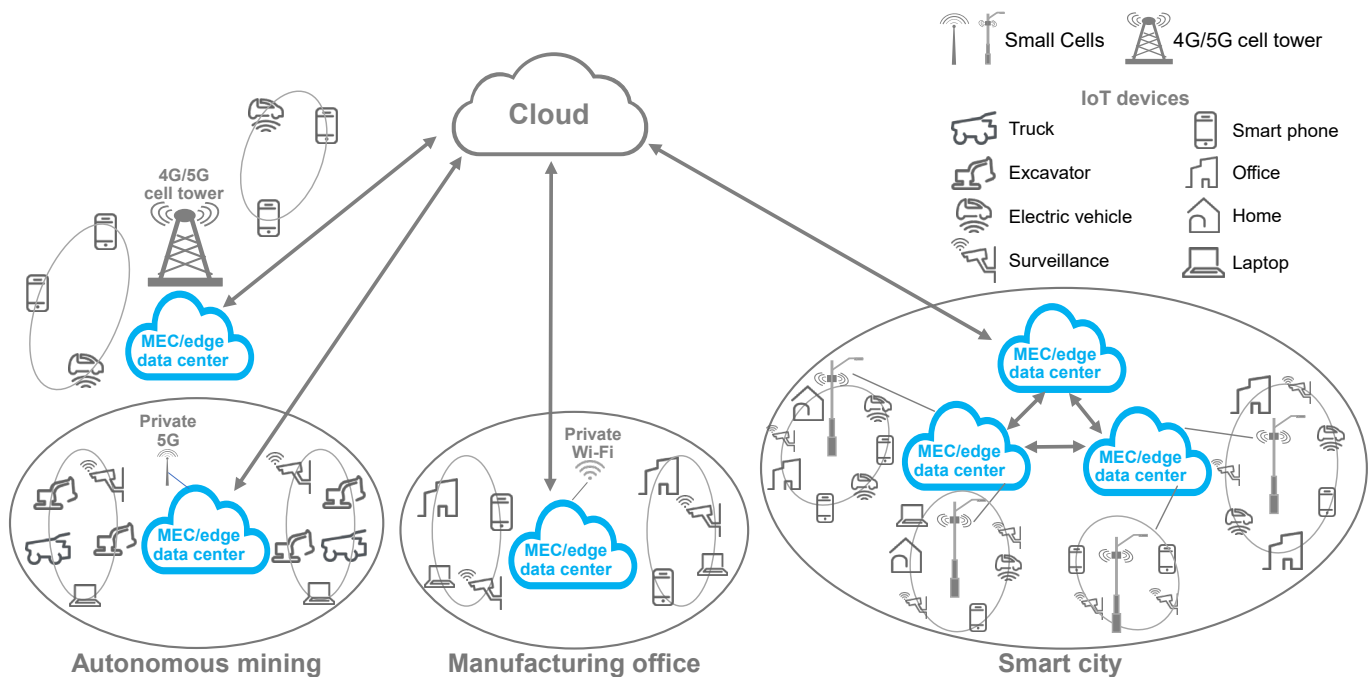 Small Cells
4G/5G cell tower
IoT devices
Truck
Smart phone
Excavator
Office
Electric vehicle
Home
Surveillance
Laptop
Cloud
4G/5G
cell tower
MEC/edge
data center
Private
5G
MEC/edge
data center
Autonomous mining
Private
Wi-Fi
MEC/edge
data center
Manufacturing office
MEC/edge
data center
MEC/edge
data center
MEC/edge
data center
Smart city